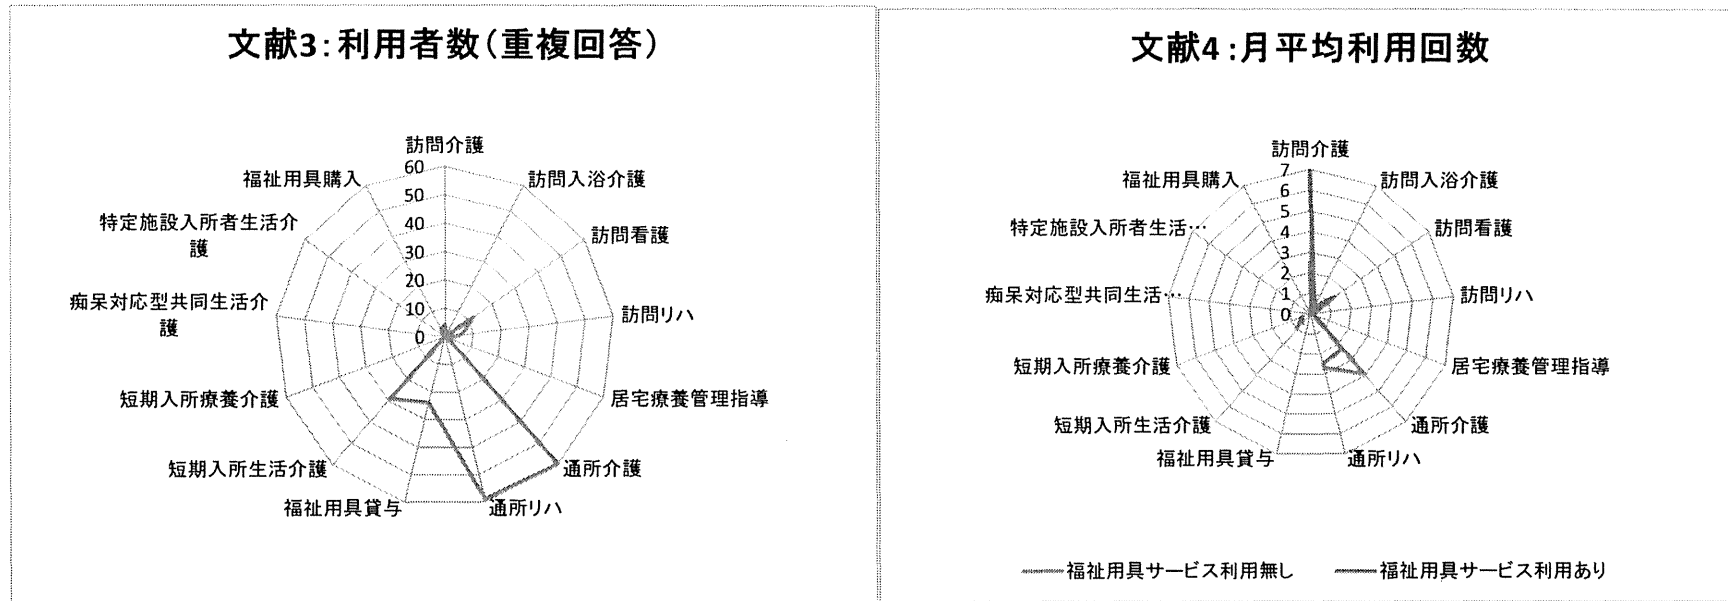 文献3:利用者数(重複回答)
訪問介護
訪問入浴介護
訪問看護
訪問リハ
居宅療養管理指導
通所介護
通所リハ
福祉用具貸与
短期入所生活介護
短期入所療養介護
痴呆対応型共同生活介
護
特定施設入所者生活介
護
福祉用具購入
60
50
40
30
20
10
0
文献4:月平均利用回数
訪問介護
訪問入浴介護
訪問看護
訪問リハ
居宅療養管理指導
通所介護
通所リハ
福祉用具貸与
短期入所生活介護
短期入所療養介護
痴呆対応型共同生活…
特定施設入所者生活…
福祉用具購入
7
6
5
4
3
2
1
0
福祉用具サービス利用無し
福祉用具サービス利用あり